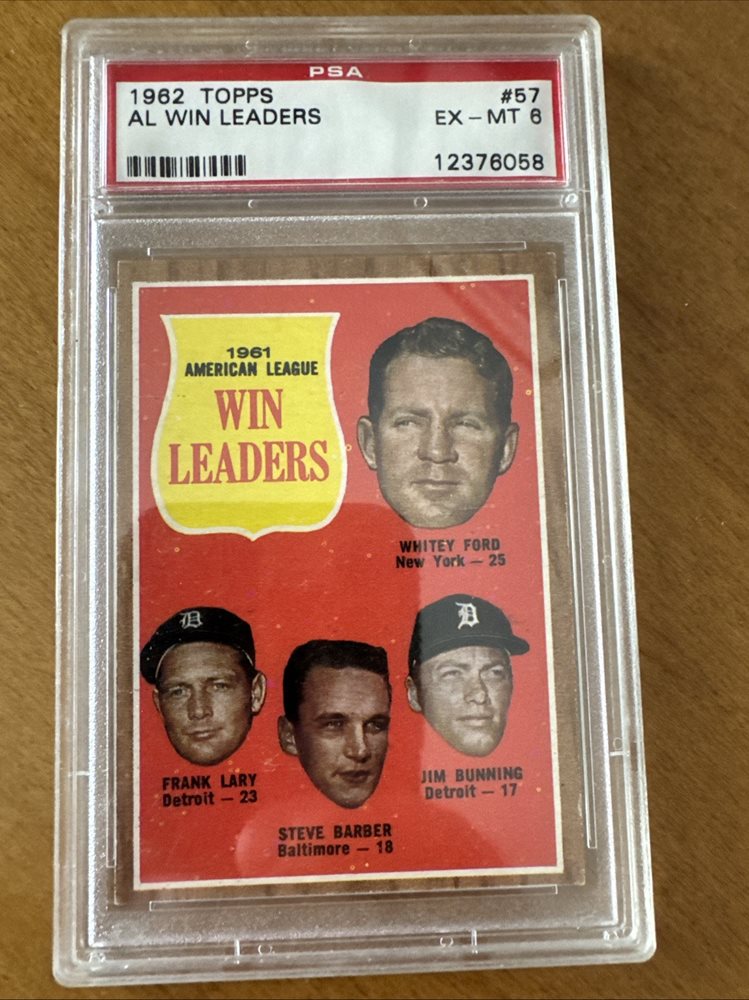 PSA
1962 TOPPS #57
AL WIN LEADERS EX-MT 6
12376058
1961
AMERICAN LEAGUE
WIN
LEADERS
WHITEY FORD
New York — 25
D
D
FRANK LARY
Detroit — 23
JIM BUNNING
Detroit — 17
STEVE BARBER
Baltimore — 18